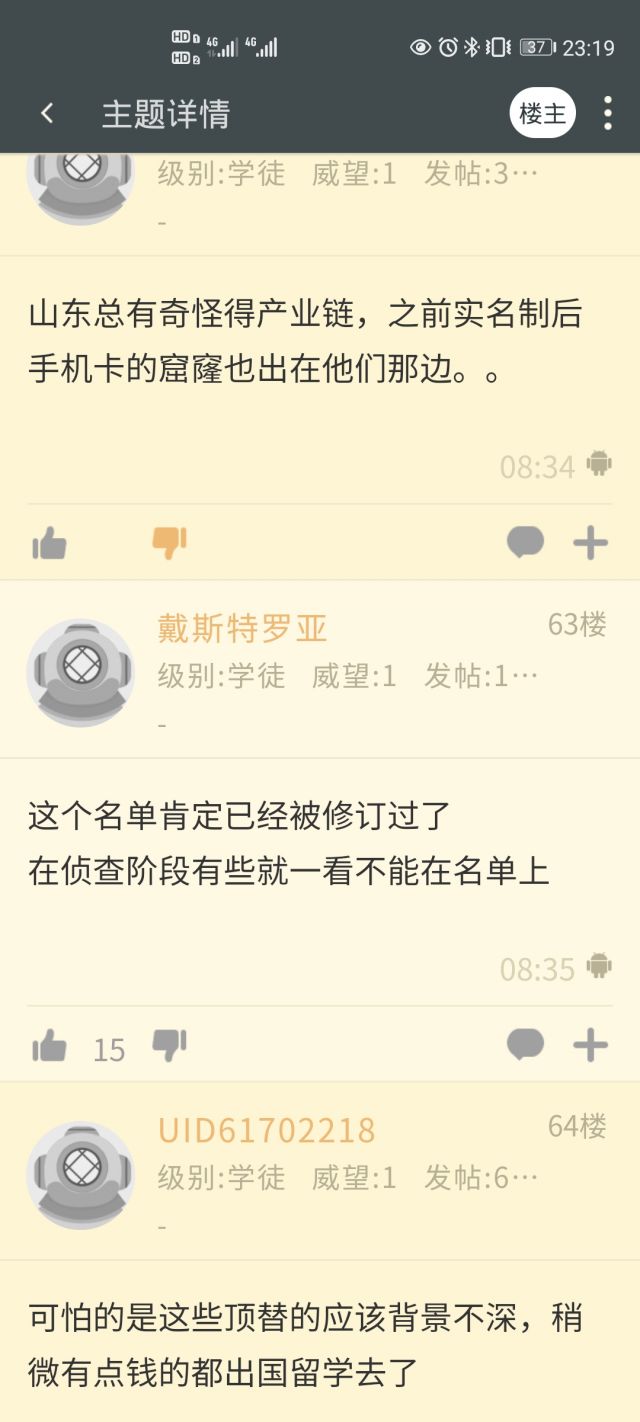 HD 1 4G 4G 37 23:19
HD 2
主题详情 楼主
级别:学徒 威望:1 发帖:3…
-
山东总有奇怪得产业链，之前实名制后
手机卡的窟窿也出在他们那边。。
08:34
戴斯特罗亚 63楼
级别:学徒 威望:1 发帖:1…
-
这个名单肯定已经被修订过了
在侦查阶段有些就一看不能在名单上
08:35
15
UID61702218 64楼
级别:学徒 威望:1 发帖:6…
-
可怕的是这些顶替的应该背景不深，稍
微有点钱的都出国留学去了